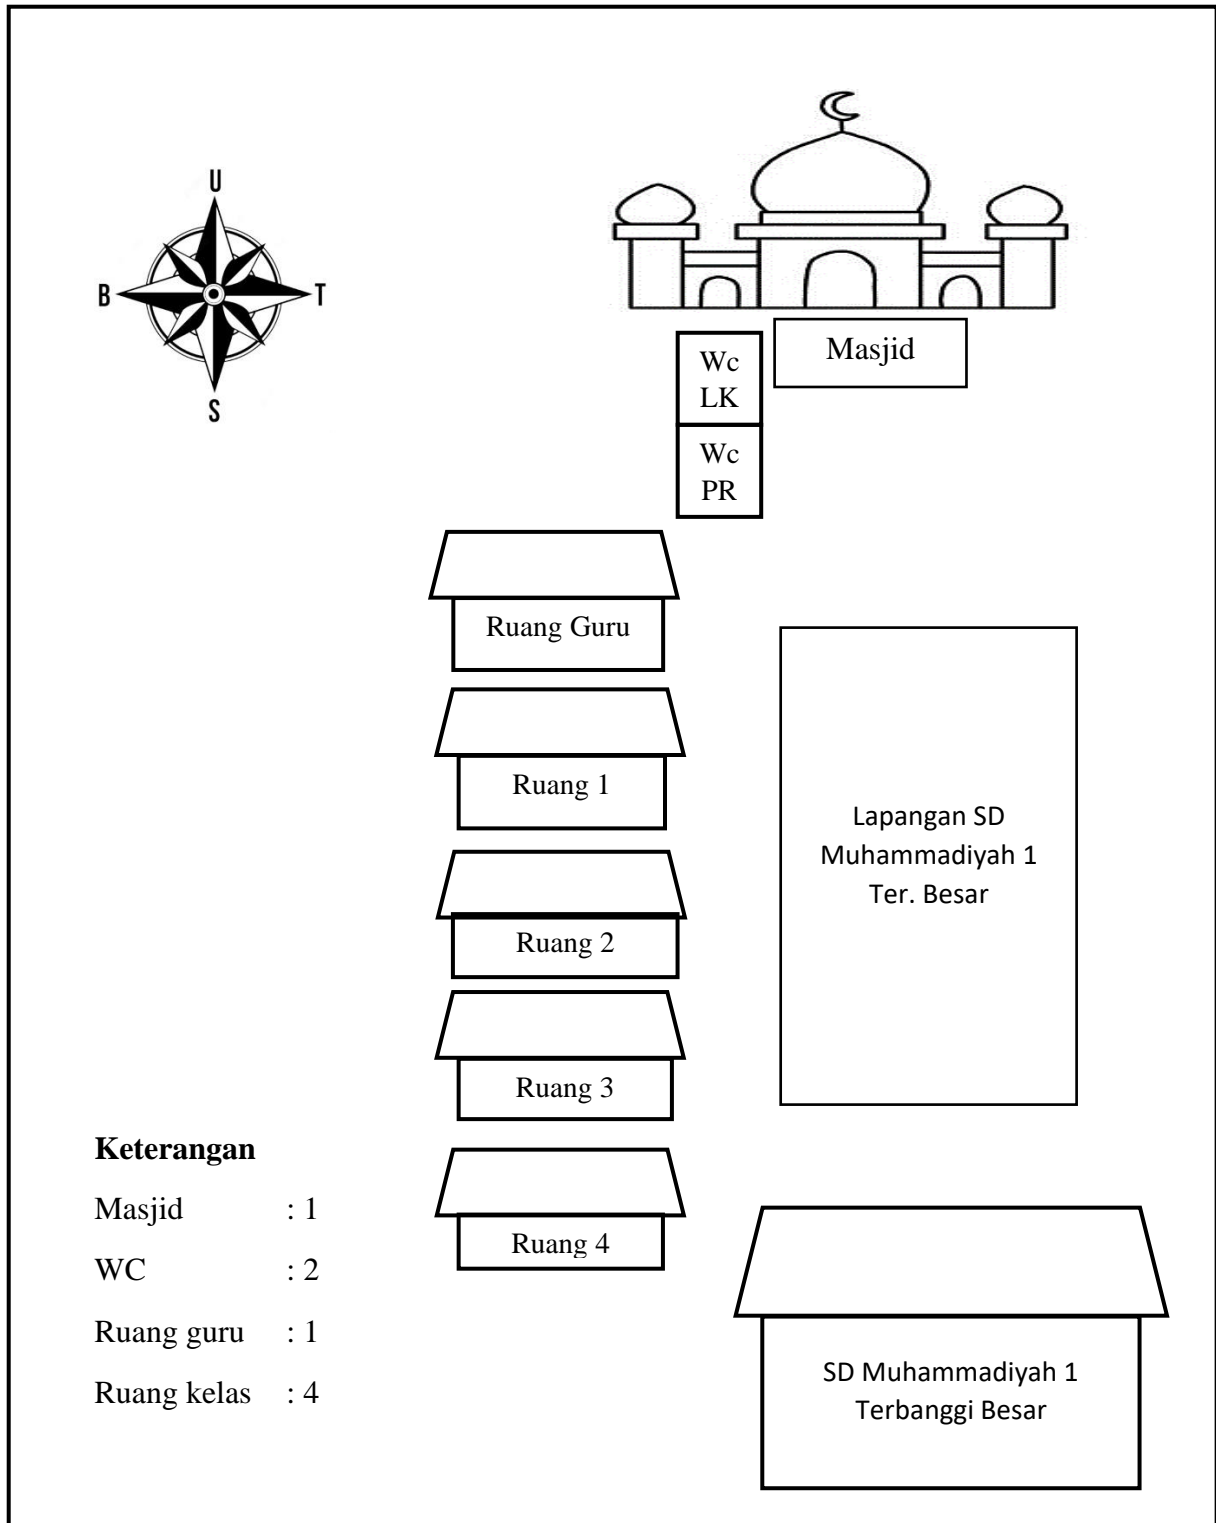 U
B
T
S
Masjid
Wc
LK
Wc
PR
Ruang Guru
Ruang 1
Lapangan SD
Muhammadiyah 1
Ter. Besar
Ruang 2
Ruang 3
Ruang 4
Keterangan
Masjid : 1
WC : 2
Ruang guru : 1
Ruang kelas : 4
SD Muhammadiyah 1
Terbanggi Besar